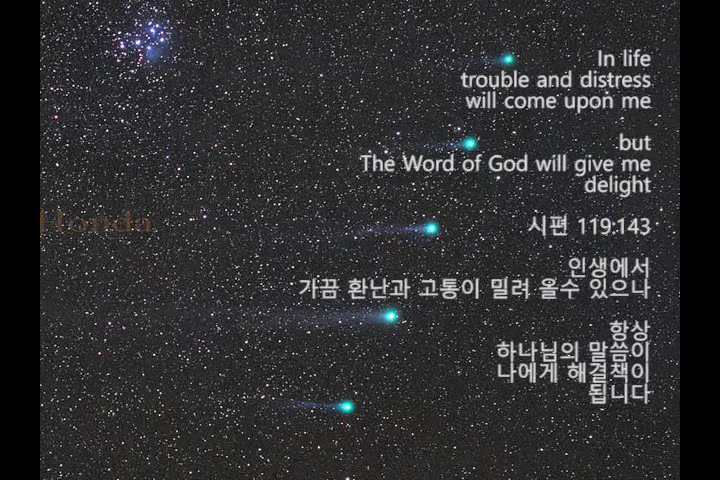 In life
trouble and distress
will come upon me
but
The Word of God will give me
delight
Honda
시편 119:143
인생에서
가끔 환난과 고통이 밀려 올수 있으나
항상
하나님의 말씀이
나에게 해결책이
됩니다